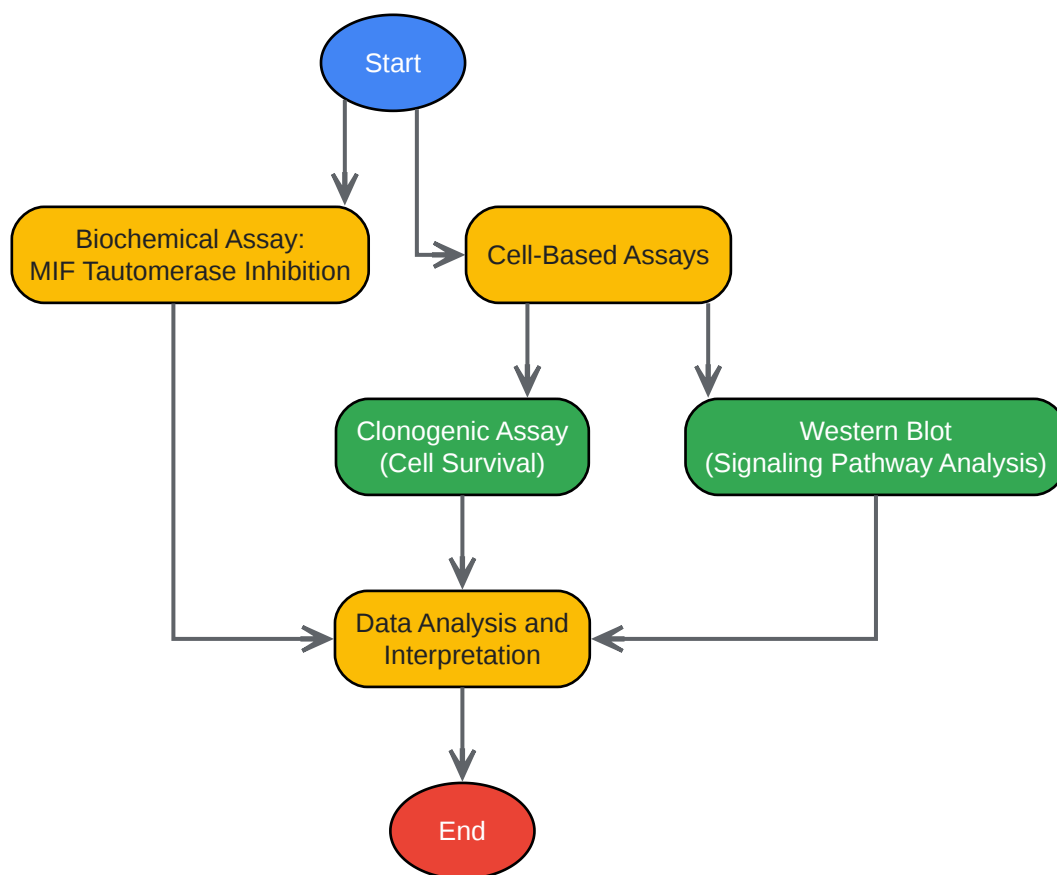 Start
Biochemical Assay:
MIF Tautomerase Inhibition
Cell-Based Assays
Clonogenic Assay
(Cell Survival)
Western Blot
(Signaling Pathway Analysis)
Data Analysis and
Interpretation
End